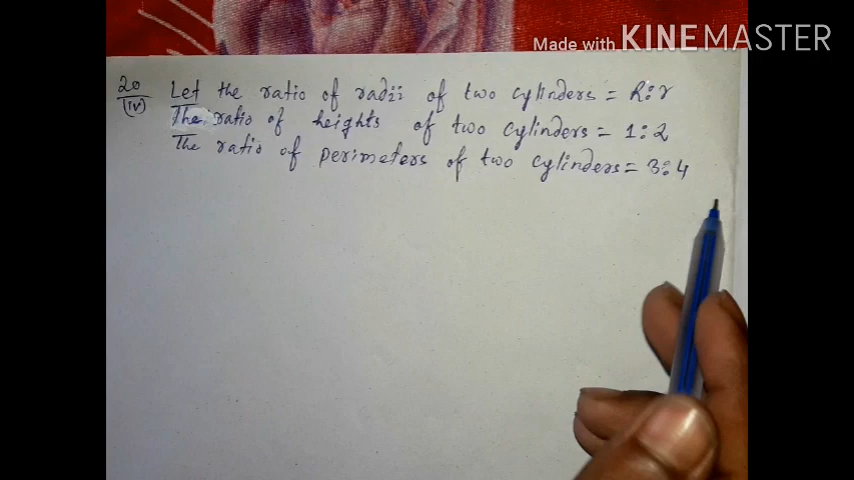 Made with KINEMASTER
20 (iv) Let the ratio of radii of two cylinders = R:r
The ratio of heights of two cylinders = 1:2
The ratio of perimeters of two cylinders = 3:4